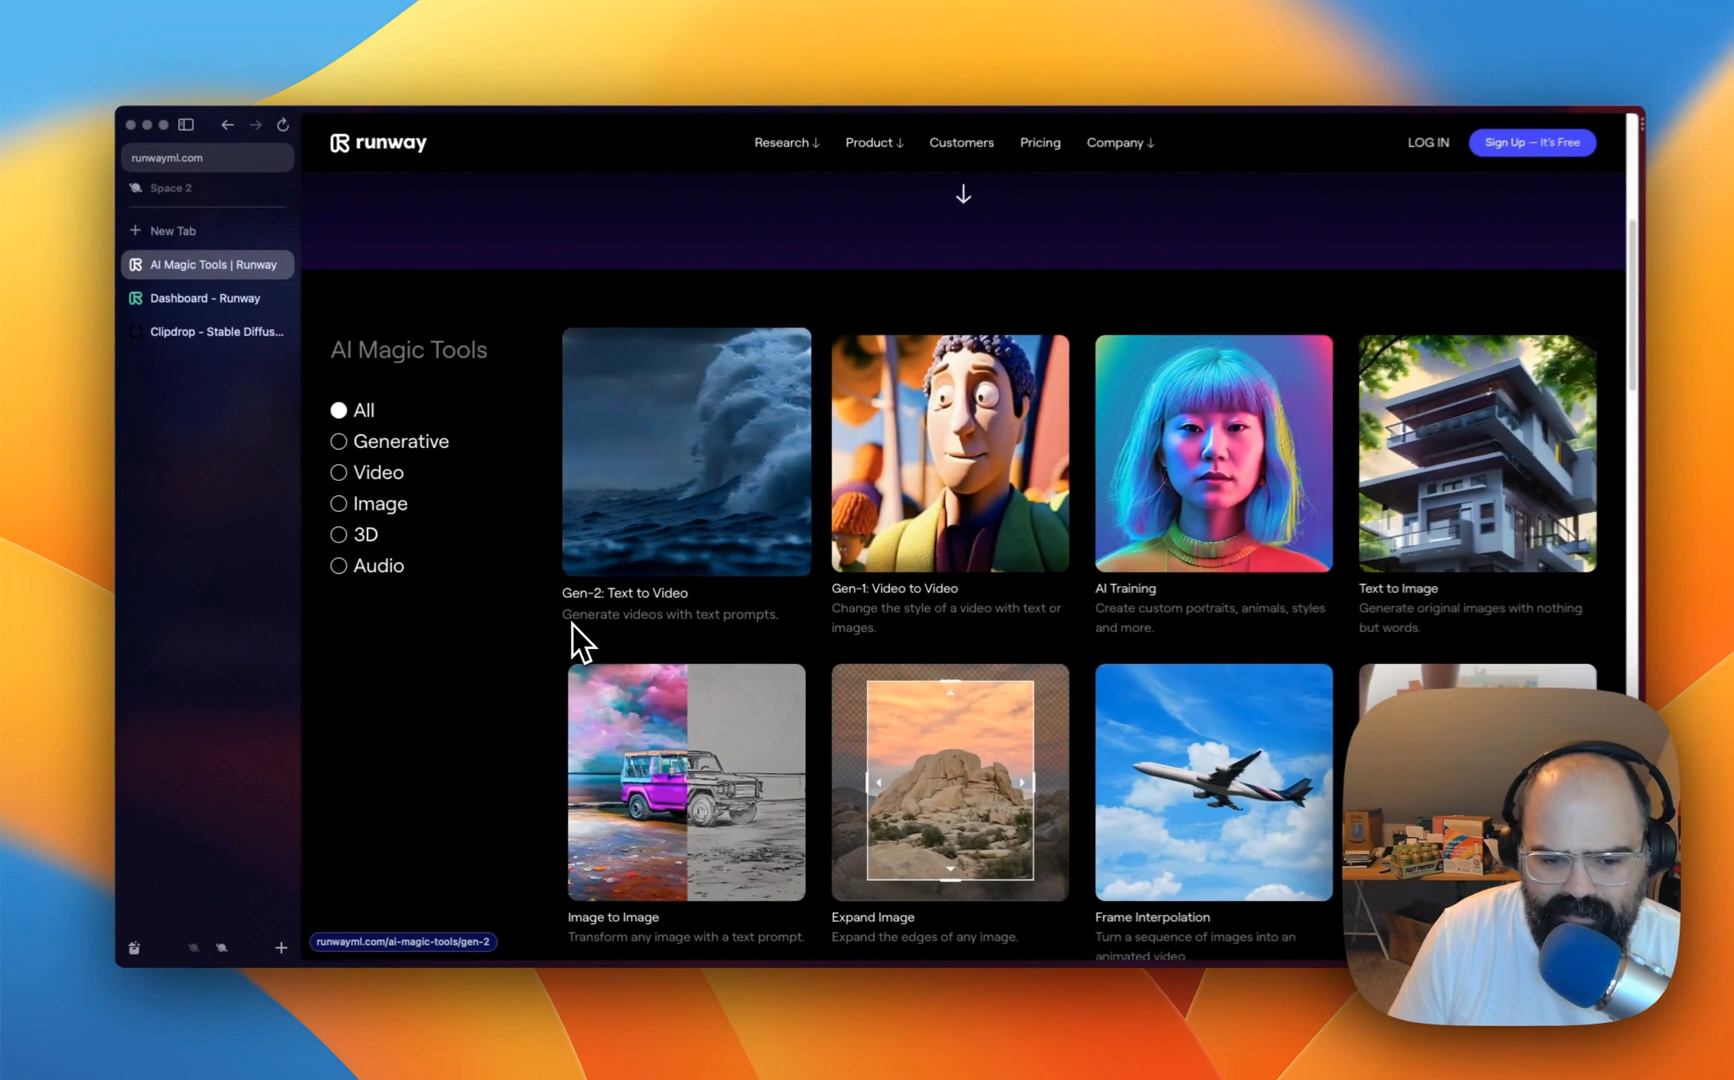 runwayml.com
Space 2
New Tab
AI Magic Tools | Runway
Dashboard - Runway
Clipdrop - Stable Diffus...
runway
Research ↓ Product ↓ Customers Pricing Company ↓
LOG IN
Sign Up — It's Free
AI Magic Tools
All
Generative
Video
Image
3D
Audio
Gen-2: Text to Video
Generate videos with text prompts.
Gen-1: Video to Video
Change the style of a video with text or
images.
AI Training
Create custom portraits, animals, styles
and more.
Text to Image
Generate original images with nothing
but words.
Image to Image
Transform any image with a text prompt.
Expand Image
Expand the edges of any image.
Frame Interpolation
Turn a sequence of images into an
animated video.
runwayml.com/ai-magic-tools/gen-2